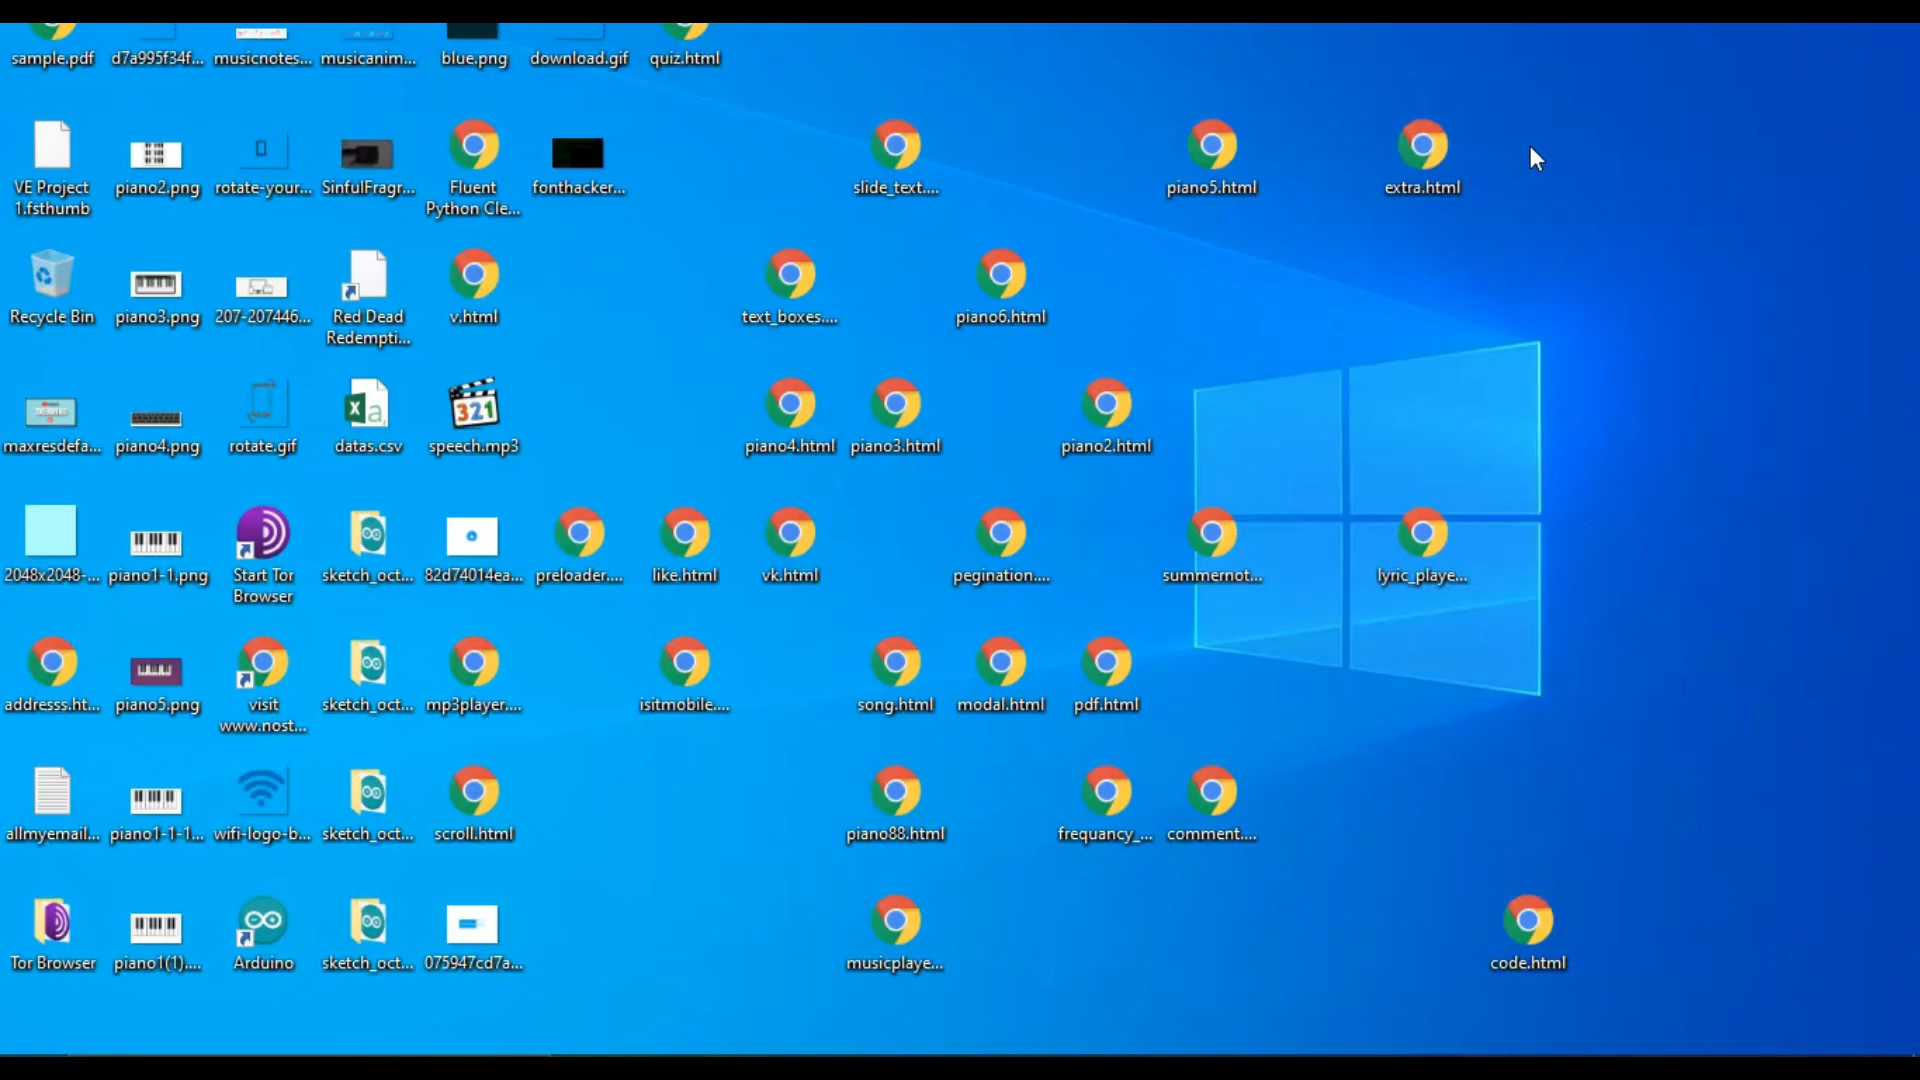 sample.pdf
d7a995f34f...
musicnotes...
musicanim...
blue.png
download.gif
quiz.html
VE Project
1.fsthumb
piano2.png
rotate-your...
SinfulFragr...
Fluent
Python Cle...
fonthacker...
slide_text....
piano5.html
extra.html
Recycle Bin
piano3.png
207-207446...
Red Dead
Redempti...
v.html
text_boxes....
piano6.html
maxresdefa...
piano4.png
rotate.gif
datas.csv
321
speech.mp3
piano4.html
piano3.html
piano2.html
2048x2048-...
piano1-1.png
Start Tor
Browser
sketch_oct...
82d74014ea...
preloader....
like.html
vk.html
pegination....
summernot...
lyric_playe...
addresss.ht...
piano5.png
visit
www.nost...
sketch_oct...
mp3player....
isitmobile....
song.html
modal.html
pdf.html
allmyemail...
piano1-1-1...
wifi-logo-b...
sketch_oct...
scroll.html
piano88.html
frequancy_...
comment....
Tor Browser
piano1(1)....
Arduino
sketch_oct...
075947cd7a...
musicplaye...
code.html